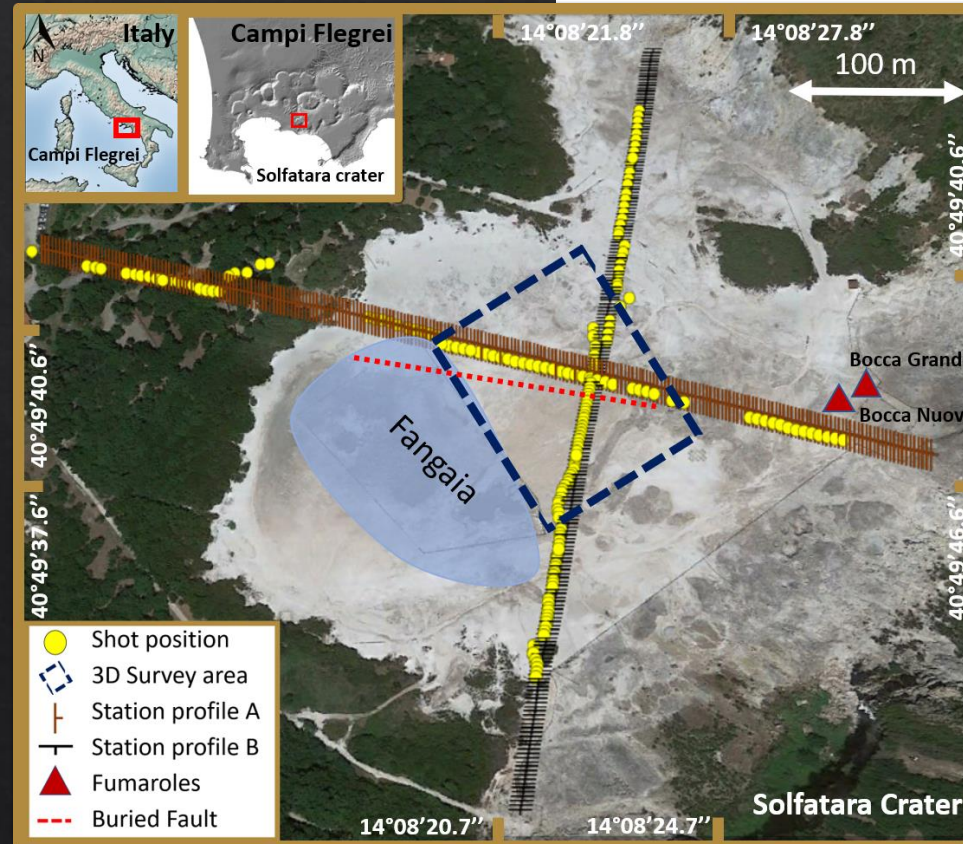 N
Italy
Campi Flegrei
Campi Flegrei
Solfatara crater
14°08'21.8''
14°08'27.8''
100 m
40°49'40.6''
40°49'40.6''
Bocca Grand
Bocca Nuov
Fangaia
40°49'37.6''
40°49'46.6''
Shot position
3D Survey area
Station profile A
Station profile B
Fumaroles
Buried Fault
14°08'20.7''
14°08'24.7''
Solfatara Crater